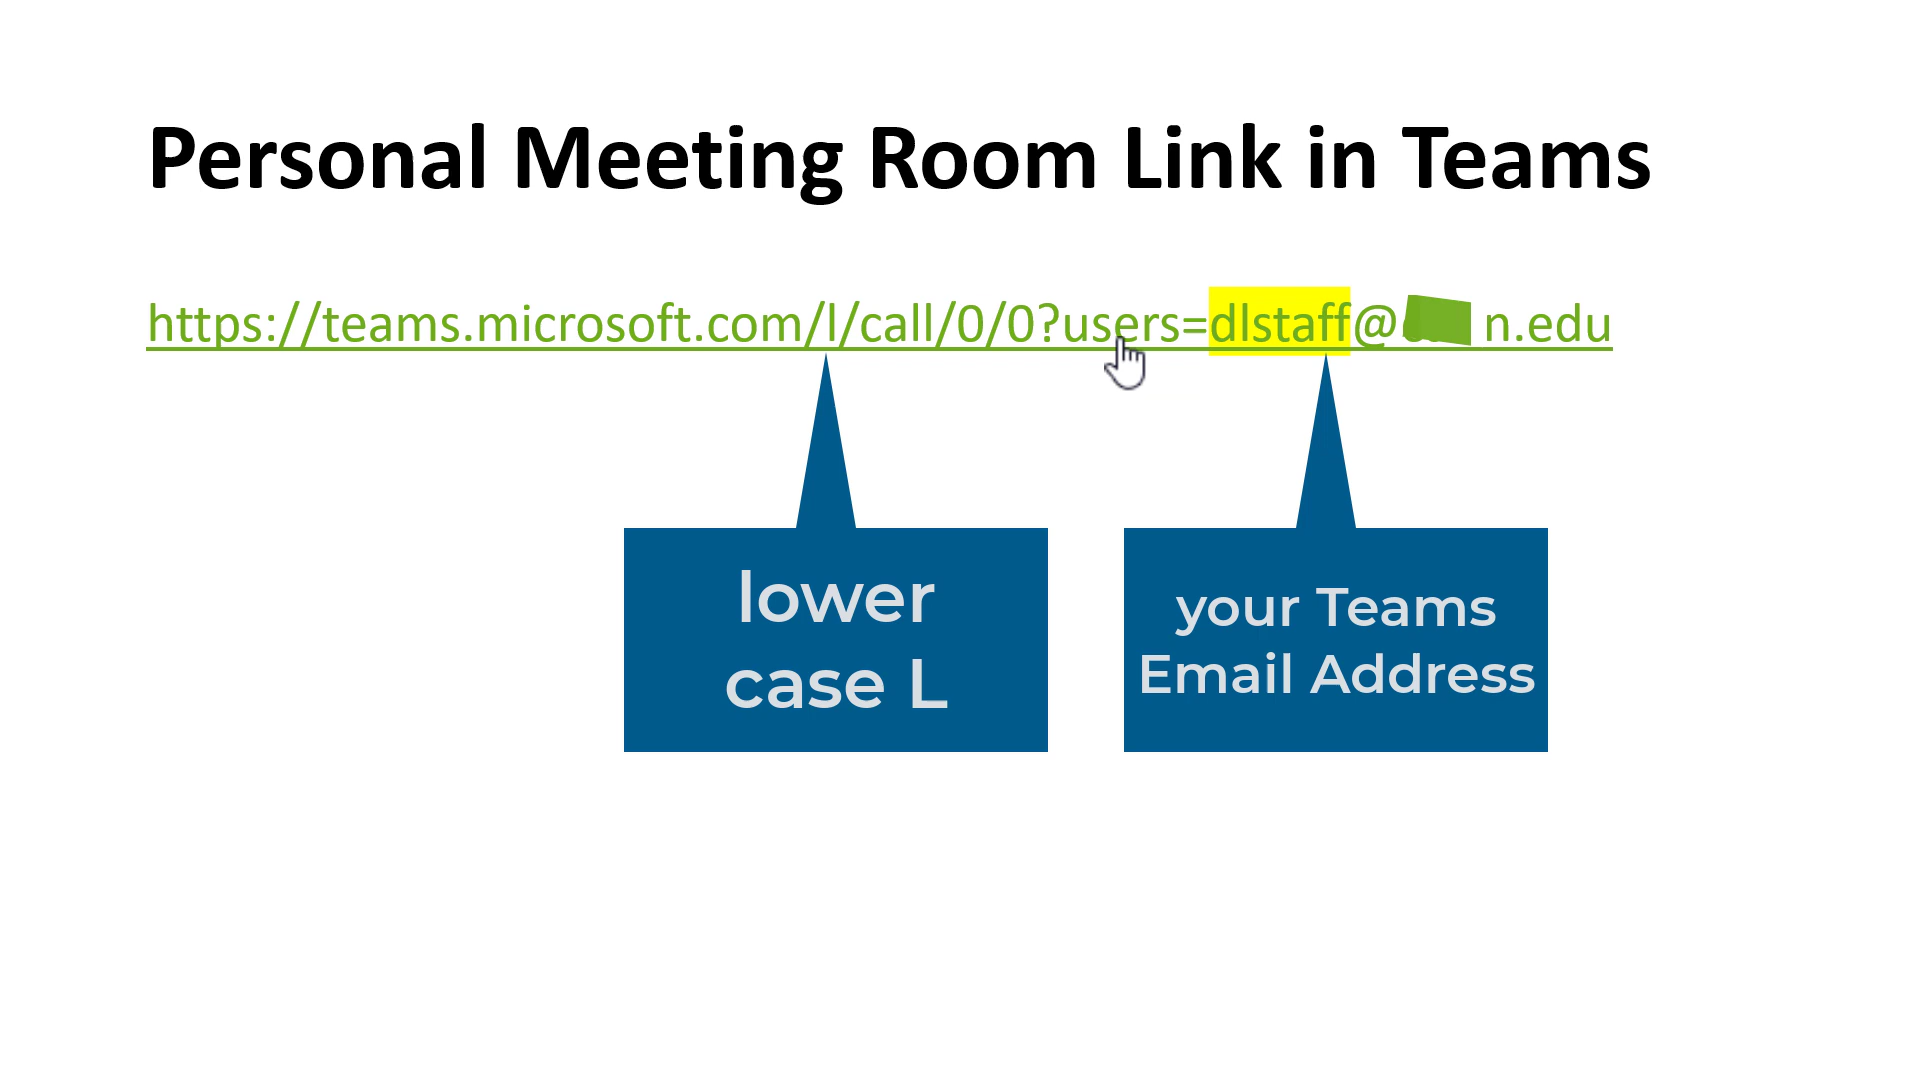 Personal Meeting Room Link in Teams
https://teams.microsoft.com/l/call/0/0?users=dlstaff@ n.edu
lower
case L
your Teams
Email Address